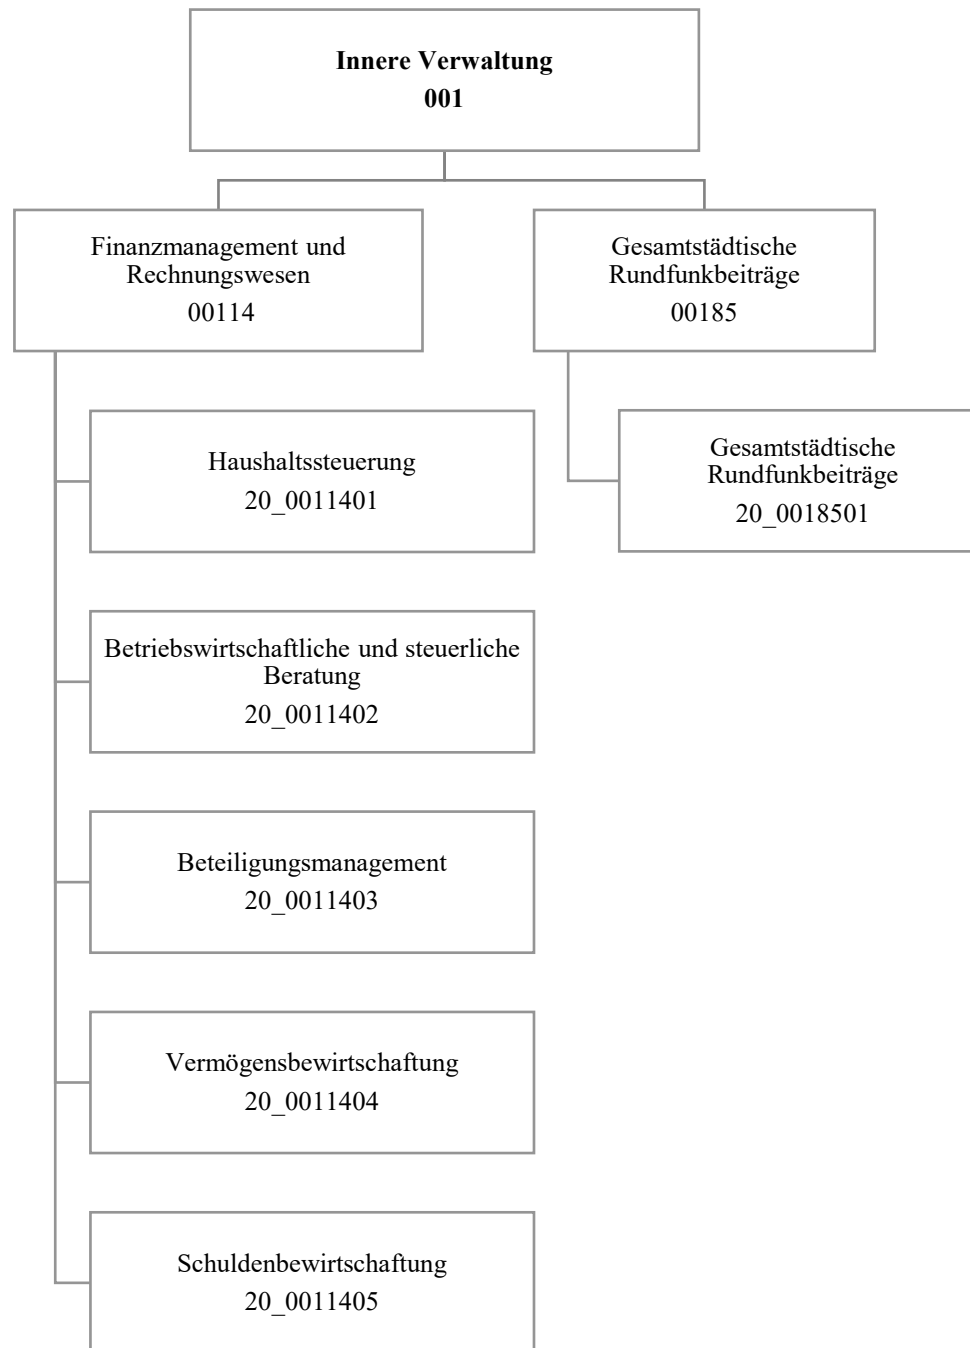 Innere Verwaltung
001
Finanzmanagement und
Rechnungswesen
00114
Gesamtstädtische
Rundfunkbeiträge
00185
Haushaltssteuerung
20_0011401
Gesamtstädtische
Rundfunkbeiträge
20_0018501
Betriebswirtschaftliche und steuerliche
Beratung
20_0011402
Beteiligungsmanagement
20_0011403
Vermögensbewirtschaftung
20_0011404
Schuldenbewirtschaftung
20_0011405